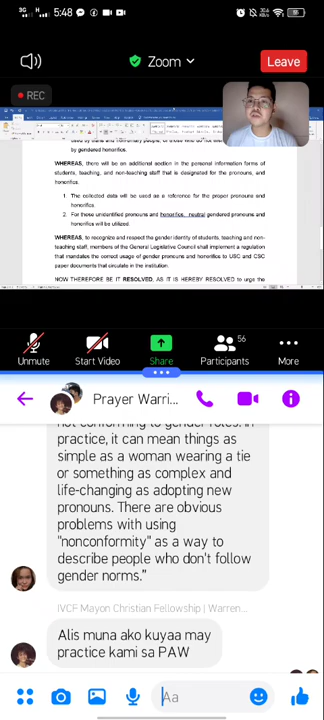 5:48
Zoom
Leave
REC
by gendered honorifics.
WHEREAS, there will be an additional section in the personal information forms of
students, teaching, and non-teaching staff that is designated for the pronouns, and
honorifics.
1. The collected data will be used as a reference for the proper pronouns and
honorifics.
2. For those unidentified pronouns and honorifics, neutral gendered pronouns and
honorifics will be utilized.
WHEREAS, to recognize and respect the gender identity of students, teaching and non-
teaching staff, members of the General Legislative Council shall implement a regulation
that mandates the correct usage of gender pronouns and honorifics to USC and CSC
paper documents that circulate in the institution.
NOW THEREFORE BE IT RESOLVED, AS IT IS HEREBY RESOLVED to urge the
Unmute
Start Video
Share
56
Participants
More
Prayer Warri...
not conforming to gender roles. In
practice, it can mean things as
simple as a woman wearing a tie
or something as complex and
life-changing as adopting new
pronouns. There are obvious
problems with using
"nonconformity" as a way to
describe people who don't follow
gender norms.”
IVCF Mayon Christian Fellowship | Warren...
Alis muna ako kuyaa may
practice kami sa PAW
Aa